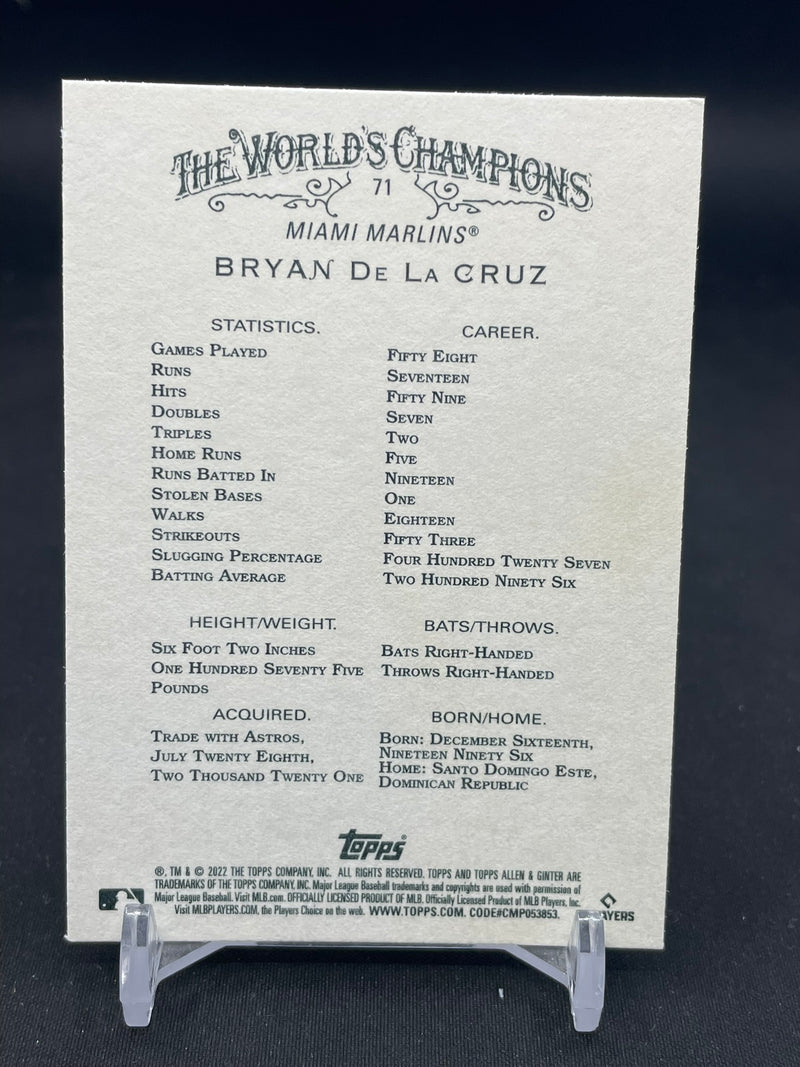 THE WORLD'S CHAMPIONS
71
MIAMI MARLINS®
BRYAN DE LA CRUZ
STATISTICS. CAREER.
GAMES PLAYED FIFTY EIGHT
RUNS SEVENTEEN
HITS FIFTY NINE
DOUBLES SEVEN
TRIPLES TWO
HOME RUNS FIVE
RUNS BATTED IN NINETEEN
STOLEN BASES ONE
WALKS EIGHTEEN
STRIKEOUTS FIFTY THREE
SLUGGING PERCENTAGE FOUR HUNDRED TWENTY SEVEN
BATTING AVERAGE TWO HUNDRED NINETY SIX
HEIGHT/WEIGHT.
SIX FOOT TWO INCHES
ONE HUNDRED SEVENTY FIVE
POUNDS
BATS/THROWS.
BATS RIGHT-HANDED
THROWS RIGHT-HANDED
ACQUIRED.
TRADE WITH ASTROS,
JULY TWENTY EIGHTH,
TWO THOUSAND TWENTY ONE
BORN/HOME.
BORN: DECEMBER SIXTEENTH,
NINETEEN NINETY SIX
HOME: SANTO DOMINGO ESTE,
DOMINICAN REPUBLIC
topps®
®, TM & © 2022 THE TOPPS COMPANY, INC. ALL RIGHTS RESERVED. TOPPS AND TOPPS ALLEN & GINTER ARE
TRADEMARKS OF THE TOPPS COMPANY, INC. Major League Baseball trademarks and copyrights are used with permission of
Major League Baseball. Visit MLB.com. OFFICIALLY LICENSED PRODUCT OF MLB. Officially Licensed Product of MLB Players, Inc.
Visit MLBPLAYERS.COM, the Players Choice on the web. WWW.TOPPS.COM. CODE#CMP053853.